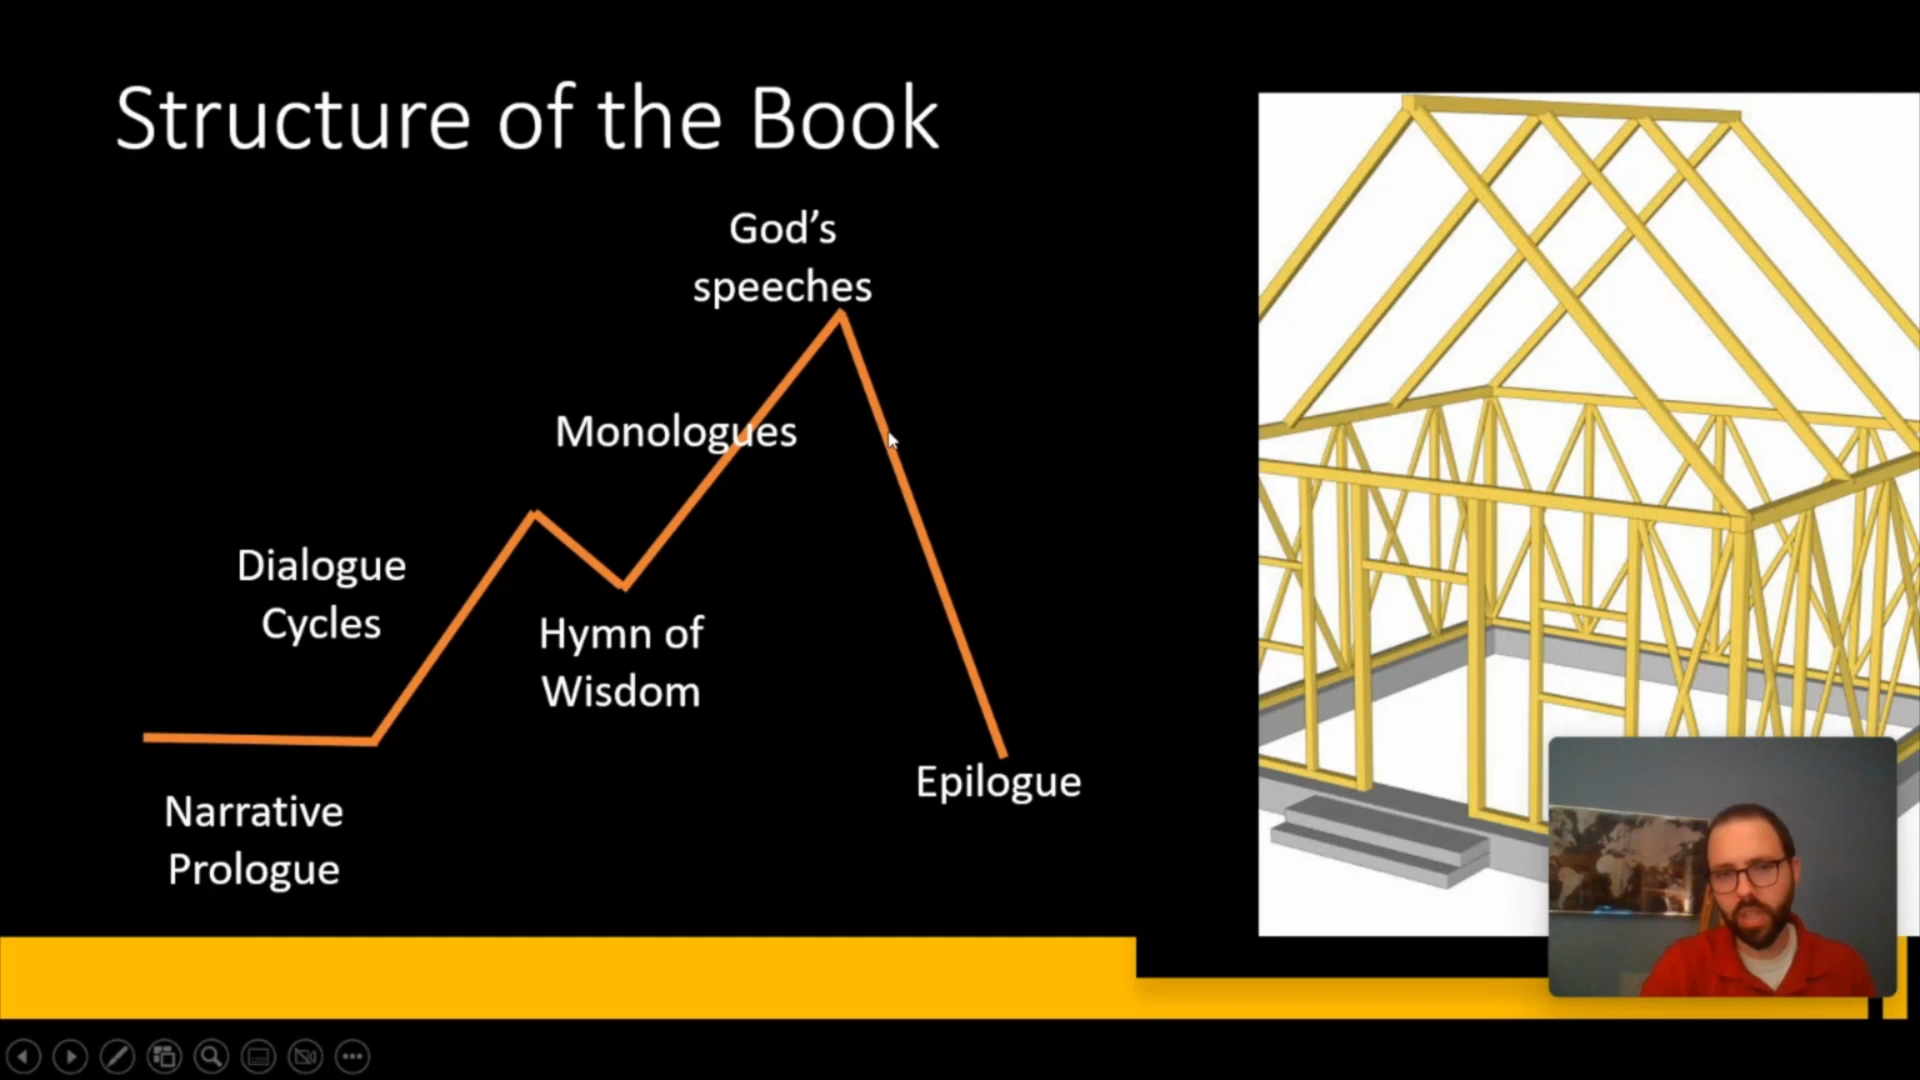 Structure of the Book
God’s
speeches
Monologues
Dialogue
Cycles
Hymn of
Wisdom
Epilogue
Narrative
Prologue